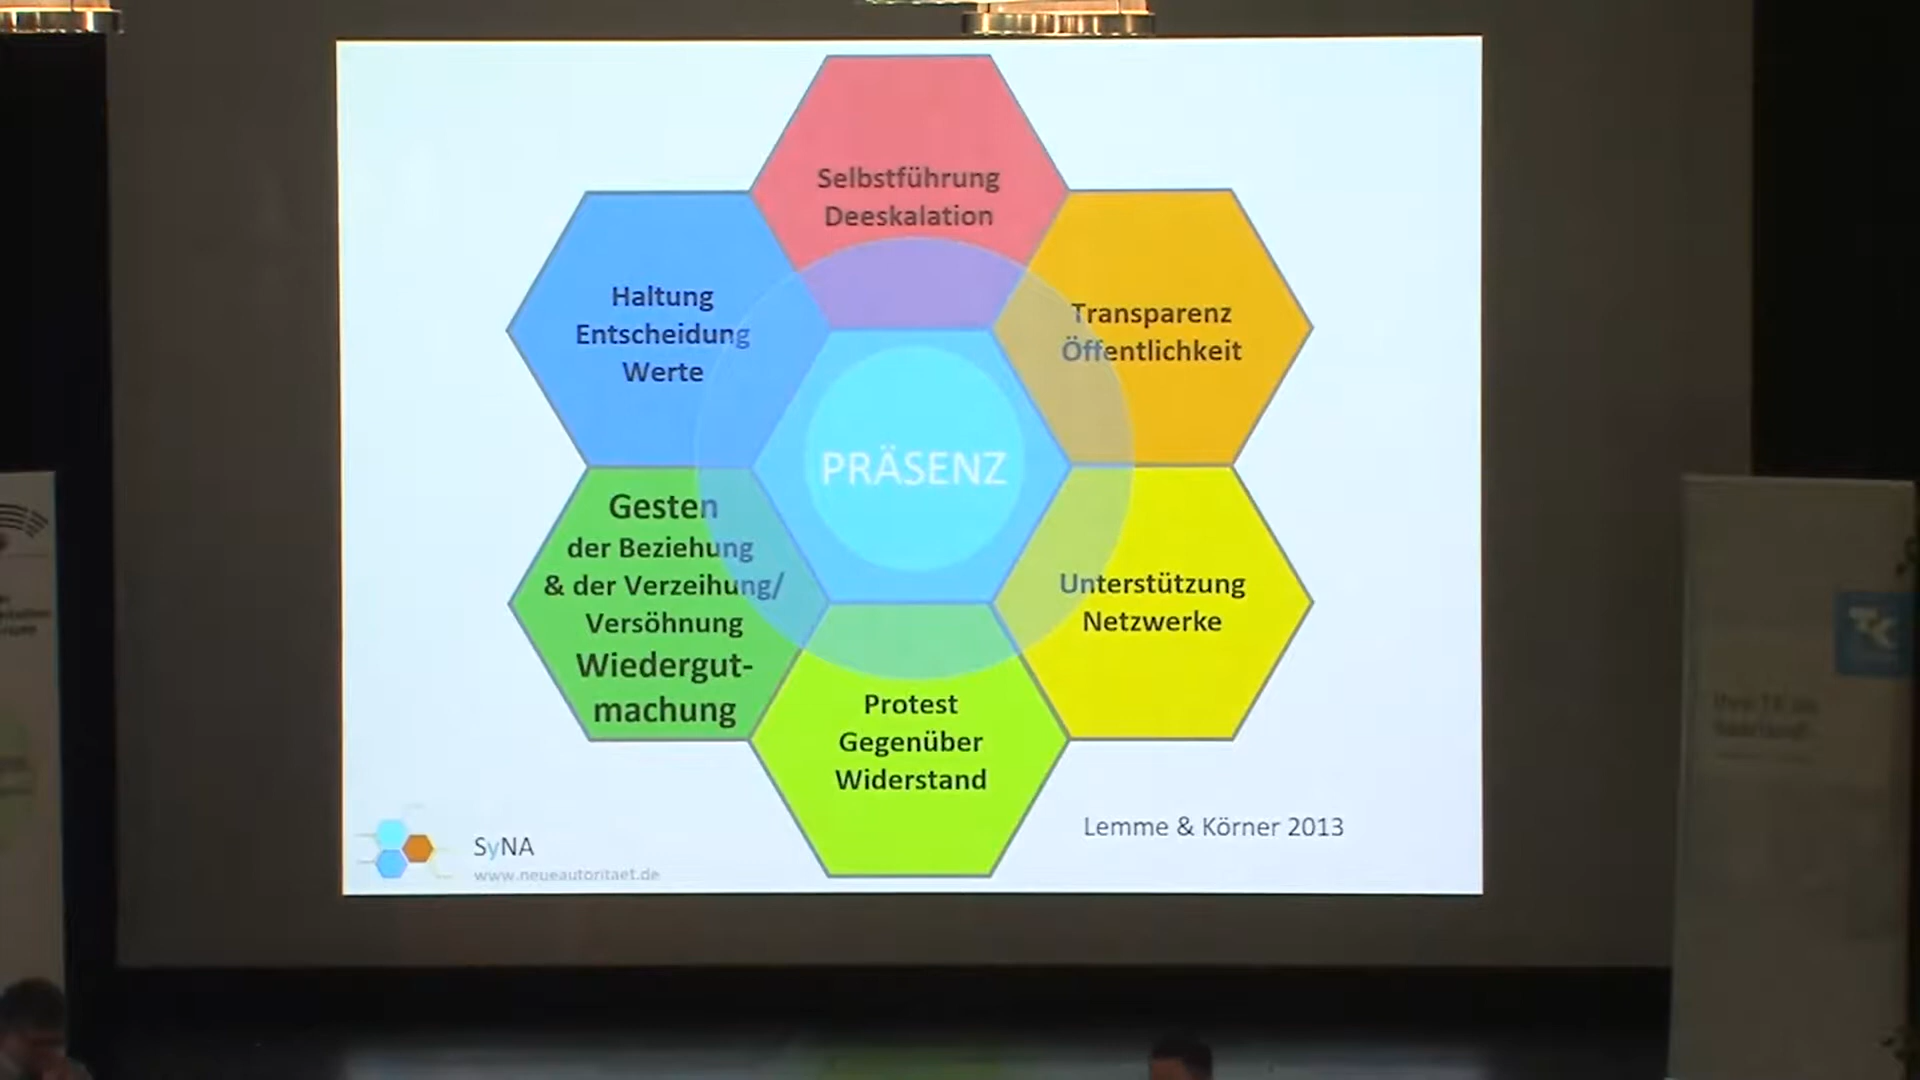 Selbstführung
Deeskalation
Haltung
Entscheidung
Werte
Transparenz
Öffentlichkeit
PRÄSENZ
Gesten
der Beziehung
& der Verzeihung/
Versöhnung
Wiedergut-
machung
Unterstützung
Netzwerke
Protest
Gegenüber
Widerstand
Lemme & Körner 2013
SyNA
www.neueautoritaet.de